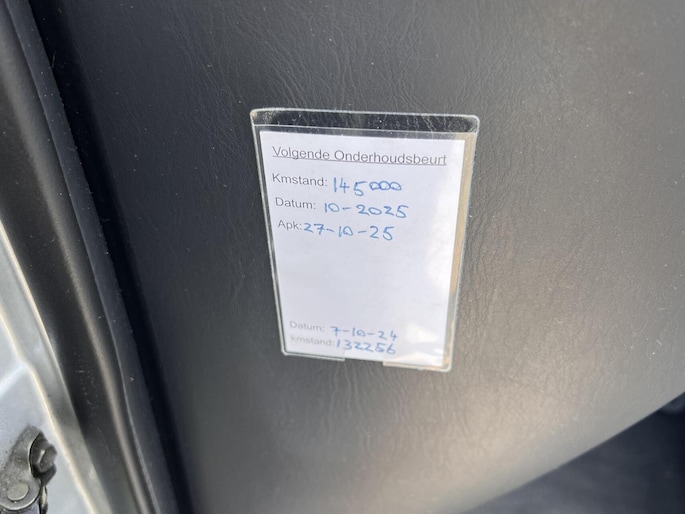 Volgende Onderhoudsbeurt
Kmstand: 145000
Datum: 10-2025
Apk: 27-10-25
Datum: 7-10-24
kmstand: 132256